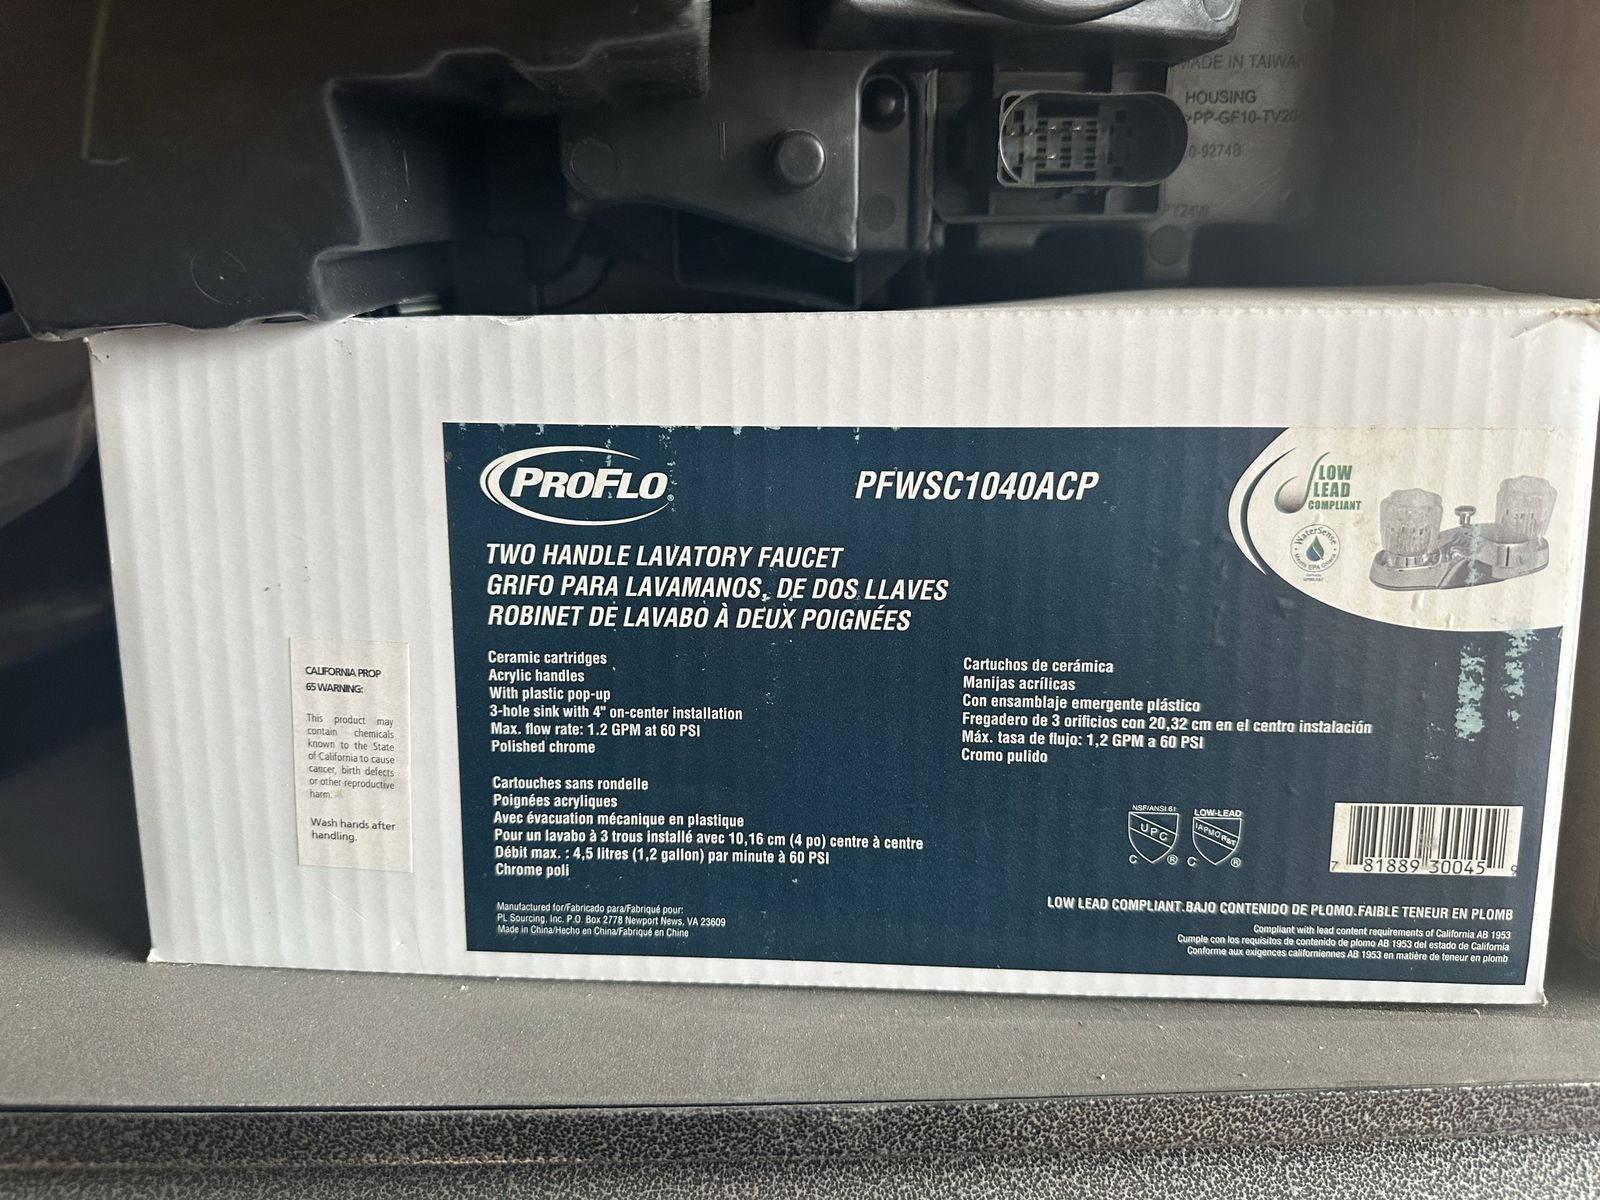 MADE IN TAIWAN
HOUSING
>PP-GF10-TV20<
PROFLO®
PFWSC1040ACP
LOW
LEAD
COMPLIANT
WaterSense
Meets EPA Criteria
TWO HANDLE LAVATORY FAUCET
GRIFO PARA LAVAMANOS, DE DOS LLAVES
ROBINET DE LAVABO À DEUX POIGNÉES
Ceramic cartridges
Acrylic handles
With plastic pop-up
3-hole sink with 4" on-center installation
Max. flow rate: 1.2 GPM at 60 PSI
Polished chrome
Cartuchos de cerámica
Manijas acrílicas
Con ensamblaje emergente plástico
Fregadero de 3 orificios con 20,32 cm en el centro instalación
Máx. tasa de flujo: 1,2 GPM a 60 PSI
Cromo pulido
Cartouches sans rondelle
Poignées acryliques
Avec évacuation mécanique en plastique
Pour un lavabo à 3 trous installé avec 10,16 cm (4 po) centre à centre
Débit max. : 4,5 litres (1,2 gallon) par minute à 60 PSI
Chrome poli
CALIFORNIA PROP
65 WARNING:
This product may
contain chemicals
known to the State
of California to cause
cancer, birth defects
or other reproductive
harm.
Wash hands after
handling.
NSF/ANSI 61
UPC
C ®
LOW-LEAD
IAPMO R&T
C ®
7 81889 30045 9
Manufactured for/Fabricado para/Fabriqué pour:
PL Sourcing, Inc. P.O. Box 2778 Newport News, VA 23609
Made in China/Hecho en China/Fabriqué en Chine
LOW LEAD COMPLIANT.BAJO CONTENIDO DE PLOMO.FAIBLE TENEUR EN PLOMB
Compliant with lead content requirements of California AB 1953
Cumple con los requisitos de contenido de plomo AB 1953 del estado de California
Conforme aux exigences californiennes AB 1953 en matière de teneur en plomb